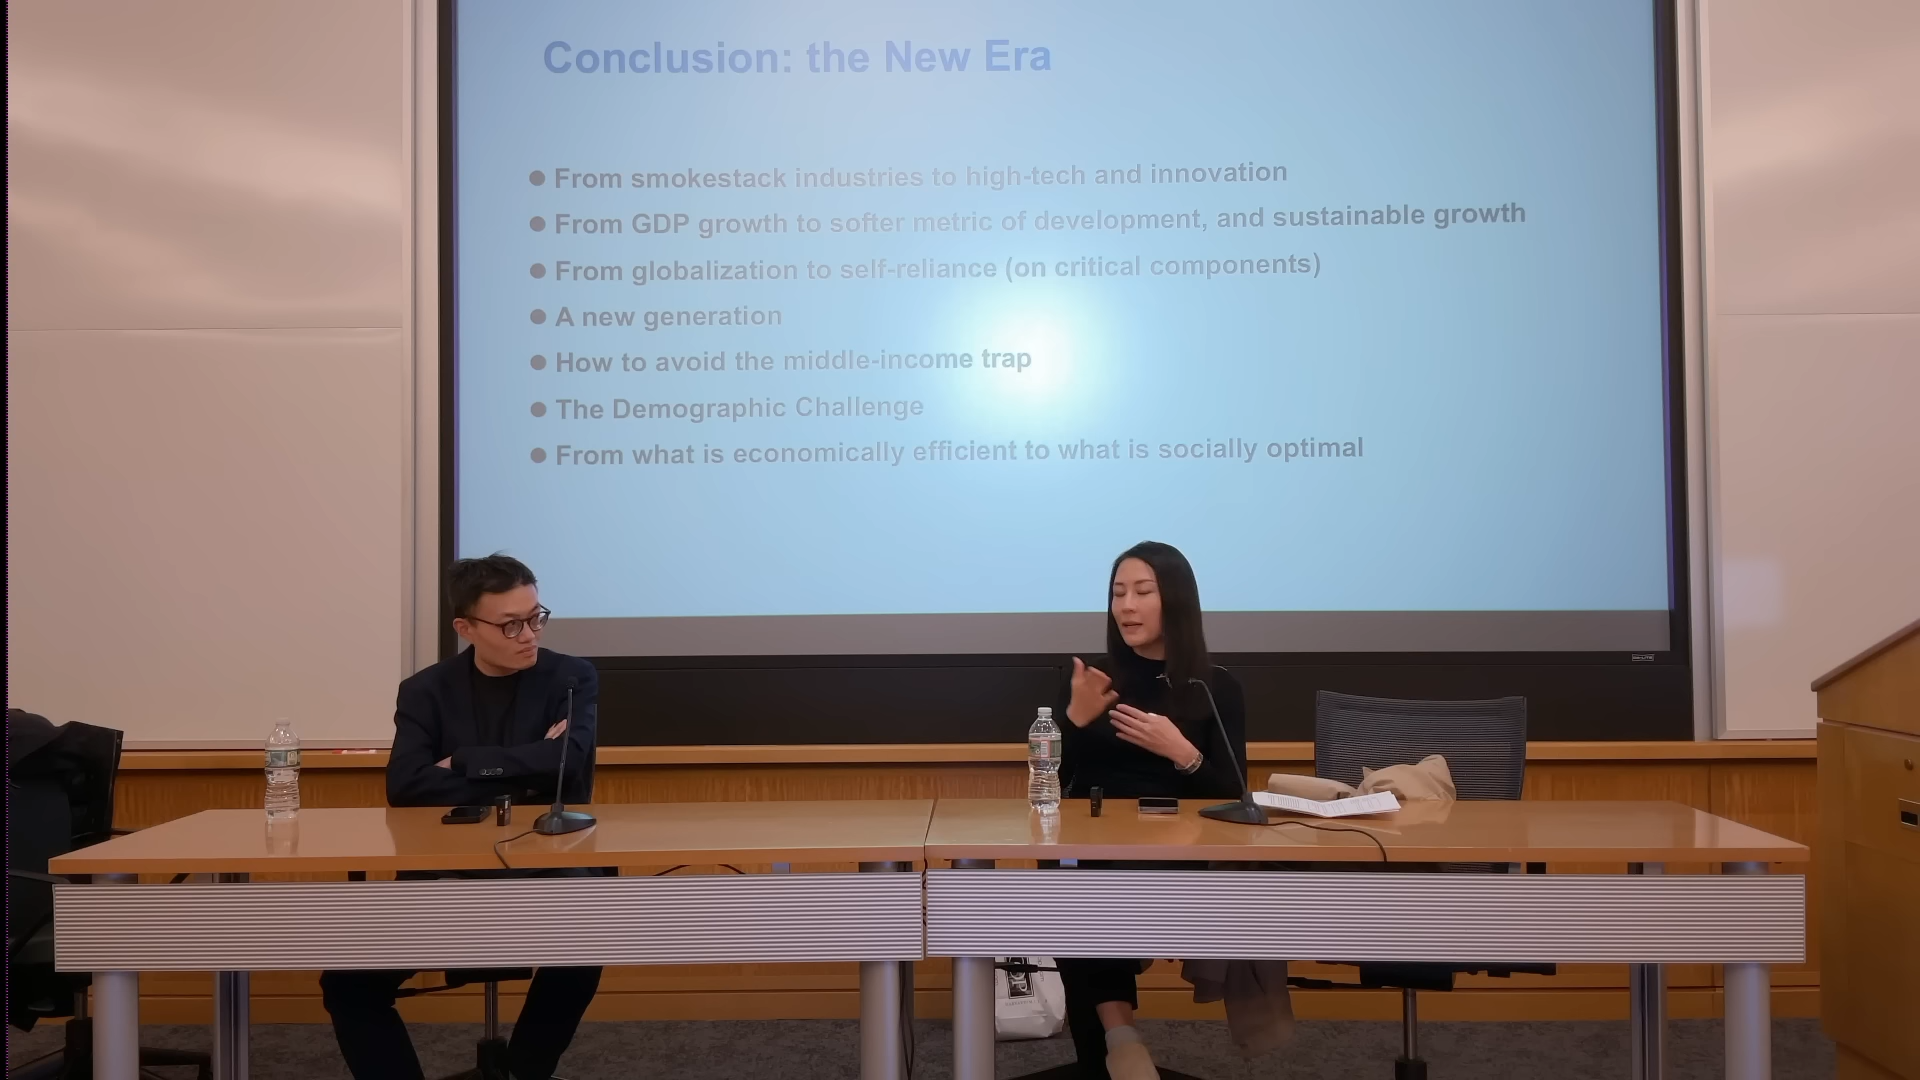 Conclusion: the New Era
● From smokestack industries to high-tech and innovation
● From GDP growth to softer metric of development, and sustainable growth
● From globalization to self-reliance (on critical components)
● A new generation
● How to avoid the middle-income trap
● The Demographic Challenge
● From what is economically efficient to what is socially optimal